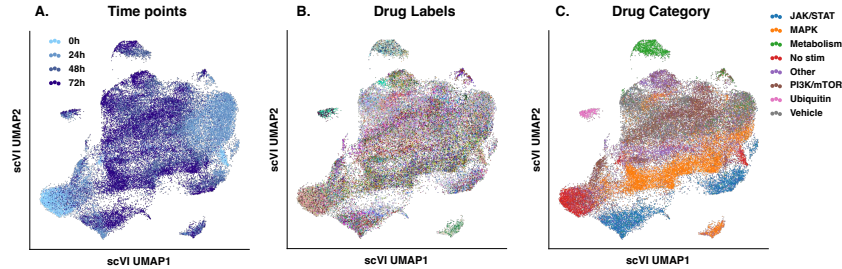 A. Time points
0h
24h
48h
72h
scVI UMAP2
scVI UMAP1
B. Drug Labels
scVI UMAP2
scVI UMAP1
C. Drug Category
scVI UMAP2
scVI UMAP1
JAK/STAT
MAPK
Metabolism
No stim
Other
PI3K/mTOR
Ubiquitin
Vehicle